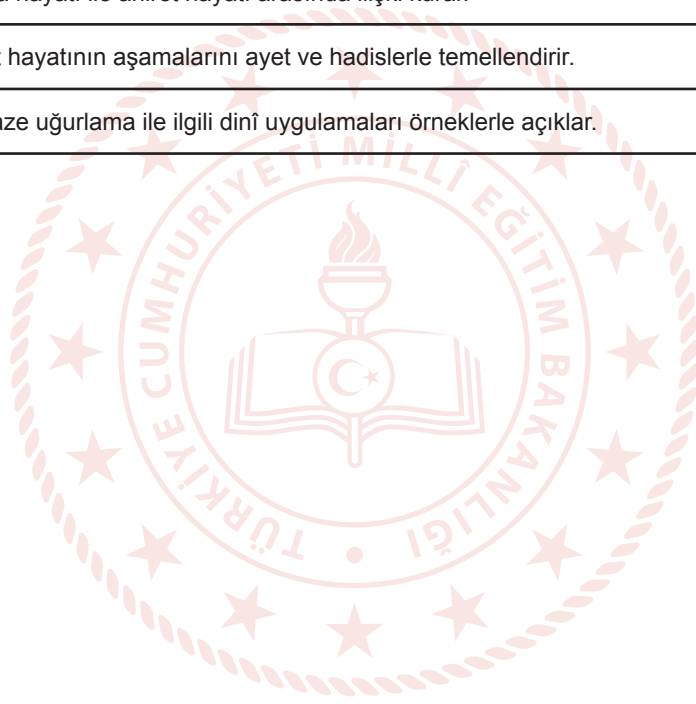 hayatı ile ahiret hayatı arasında ilişki kurar.
hayatının aşamalarını ayet ve hadislerle temellendirir.
aze uğurlama ile ilgili dinî uygulamaları örneklerle açıklar.
TÜRKİYE CUMHURİYETİ MİLLÎ EĞİTİM BAKANLIĞI